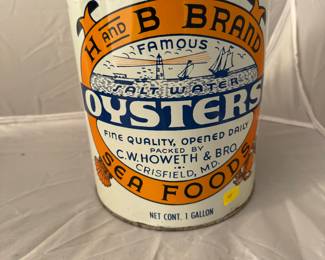 H AND B BRAND
FAMOUS
SALT WATER
OYSTERS
FINE QUALITY, OPENED DAILY
PACKED BY
C.W. HOWETH & BRO.
CRISFIELD, MD.
SEA FOODS
NET CONT. 1 GALLON